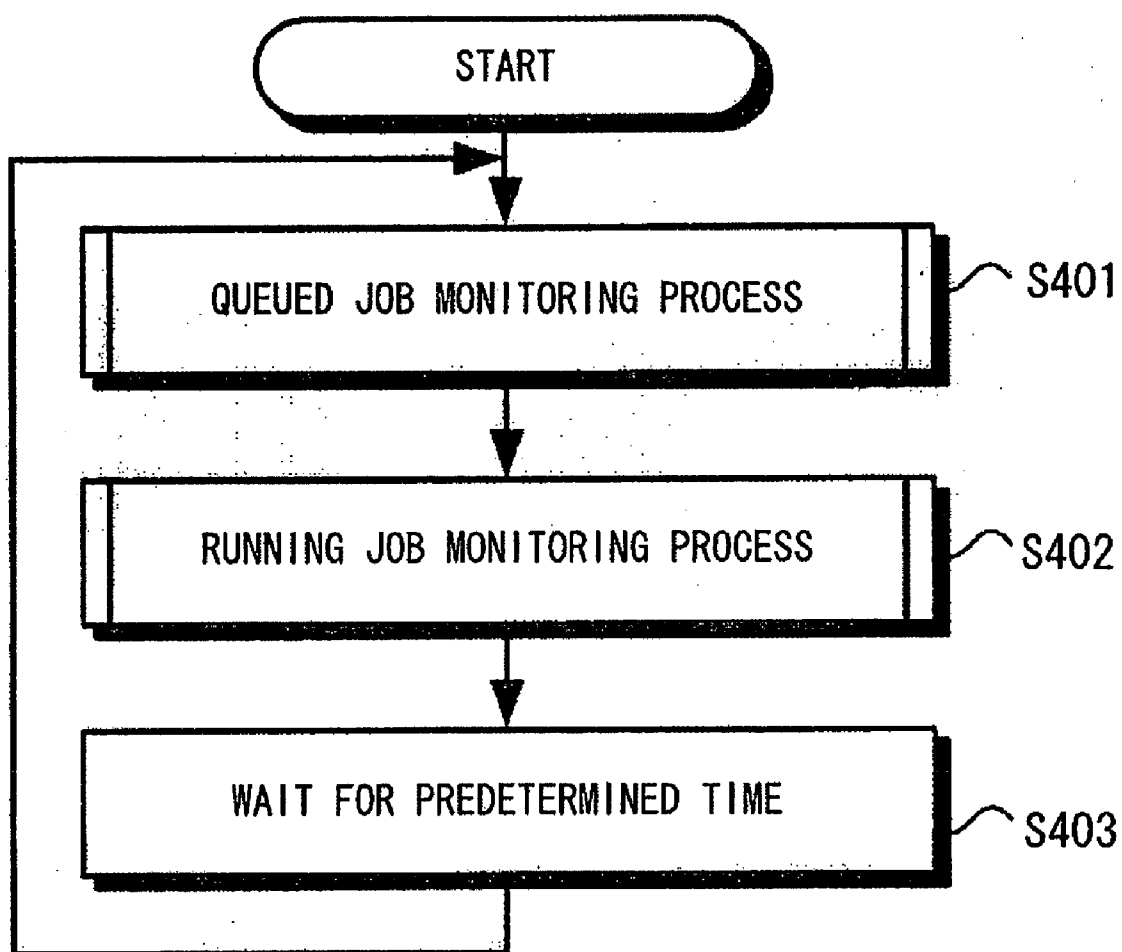 START
QUEUED JOB MONITORING PROCESS
S401
RUNNING JOB MONITORING PROCESS
S402
WAIT FOR PREDETERMINED TIME
S403